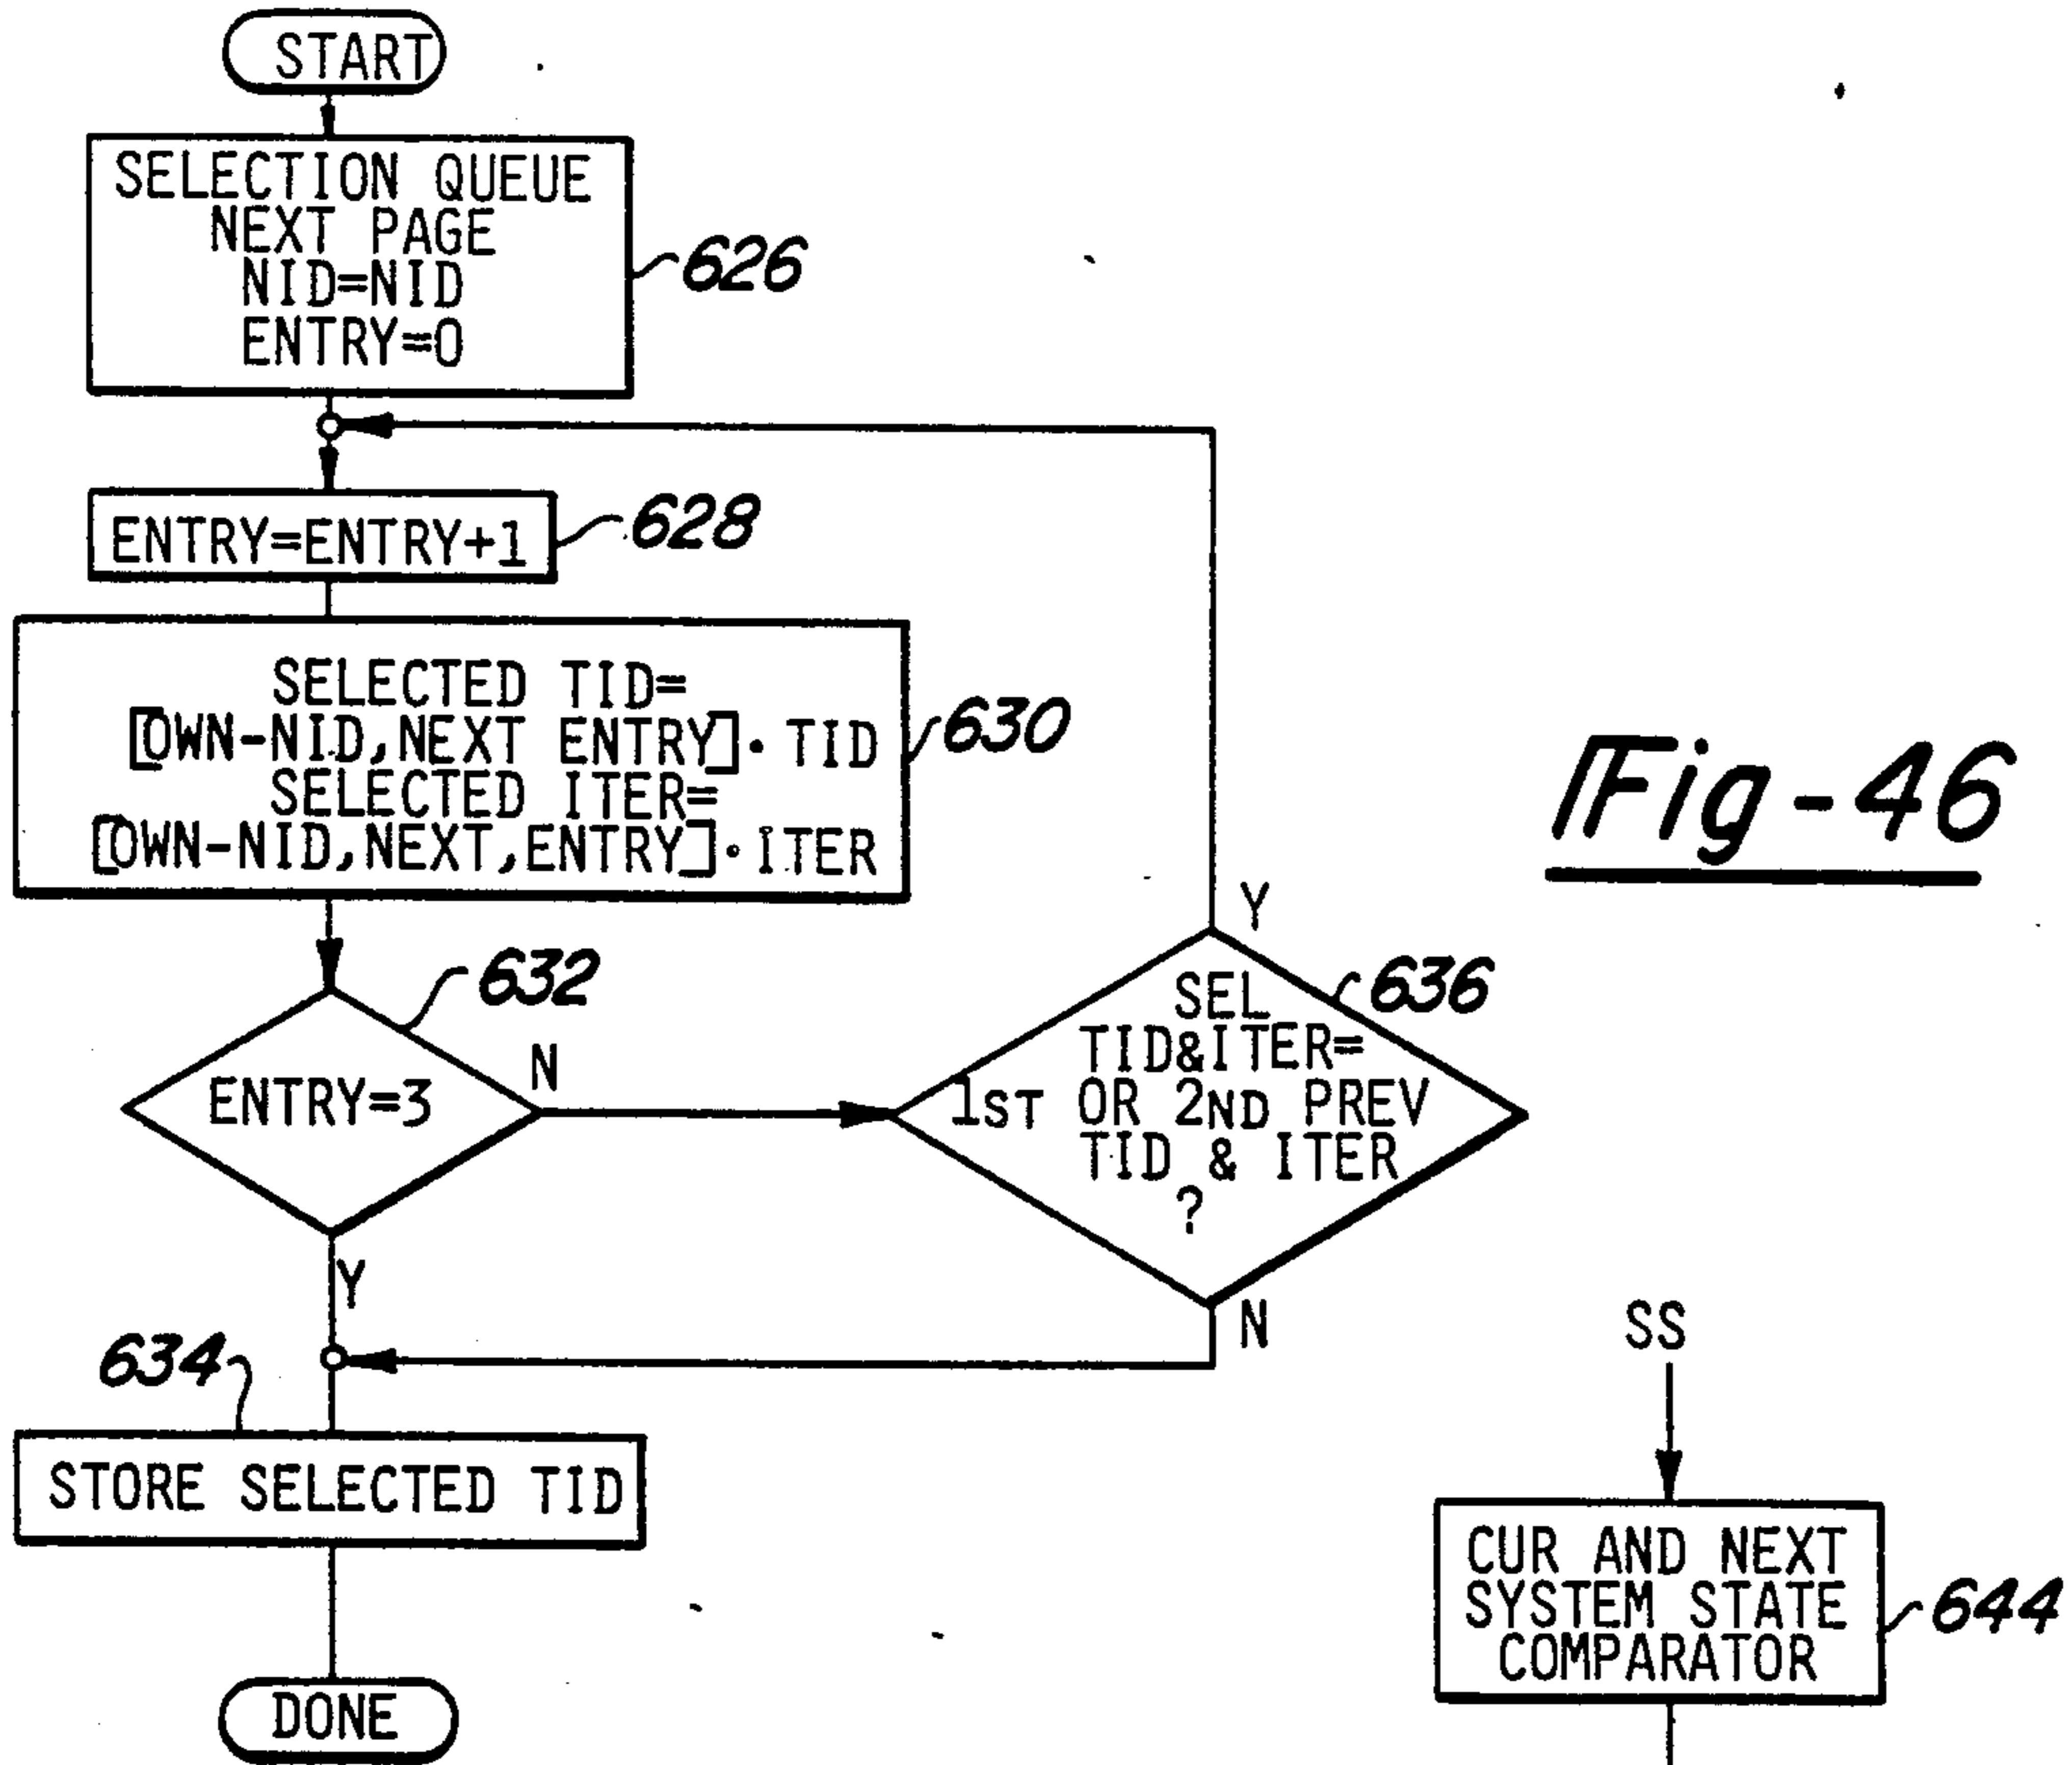 START
SELECTION QUEUE
NEXT PAGE
NID=NID
ENTRY=0
626
ENTRY=ENTRY+1
628
SELECTED TID=
[OWN-NID,NEXT ENTRY]· TID
SELECTED ITER=
[OWN-NID,NEXT,ENTRY]·ITER
630
Fig-46
632
ENTRY=3
N
Y
636
SEL
TID&ITER=
1ST OR 2ND PREV
TID & ITER
?
Y
N
634
STORE SELECTED TID
DONE
SS
CUR AND NEXT
SYSTEM STATE
COMPARATOR
644